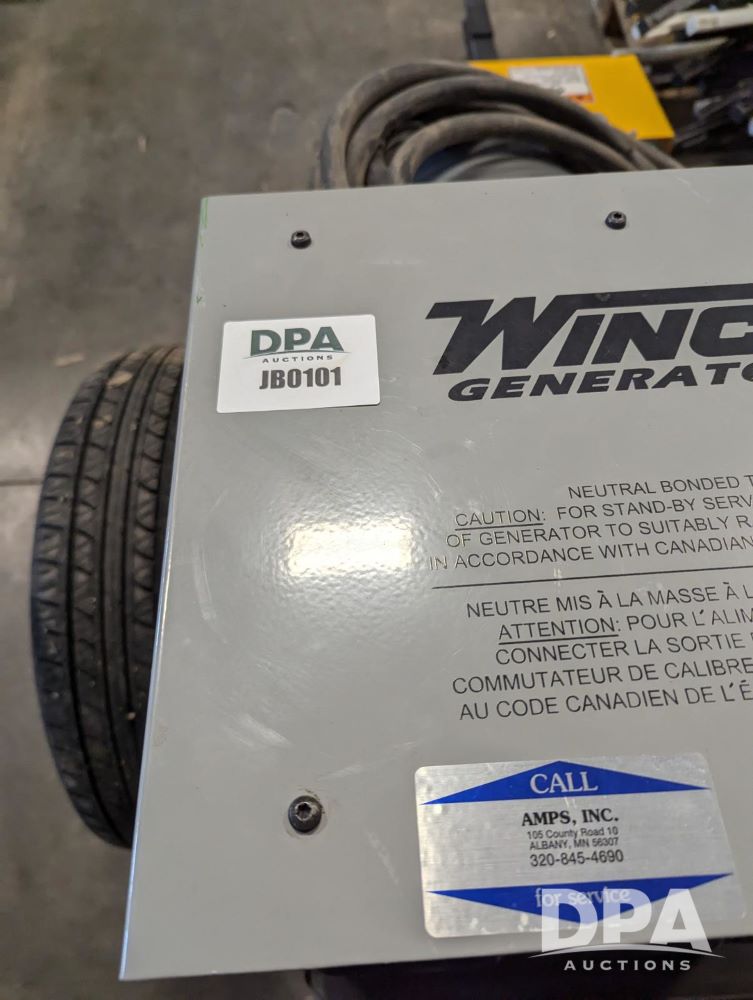 DPA
AUCTIONS
JB0101
WINC
GENERATO
NEUTRAL BONDED T
CAUTION: FOR STAND-BY SERV
OF GENERATOR TO SUITABLY R
IN ACCORDANCE WITH CANADIAN
NEUTRE MIS À LA MASSE À L
ATTENTION: POUR L'ALIM
CONNECTER LA SORTIE
COMMUTATEUR DE CALIBRE
AU CODE CANADIEN DE L'É
CALL
AMPS, INC.
105 County Road 10
ALBANY, MN 56307
320-845-4690
for service
DPA
AUCTIONS